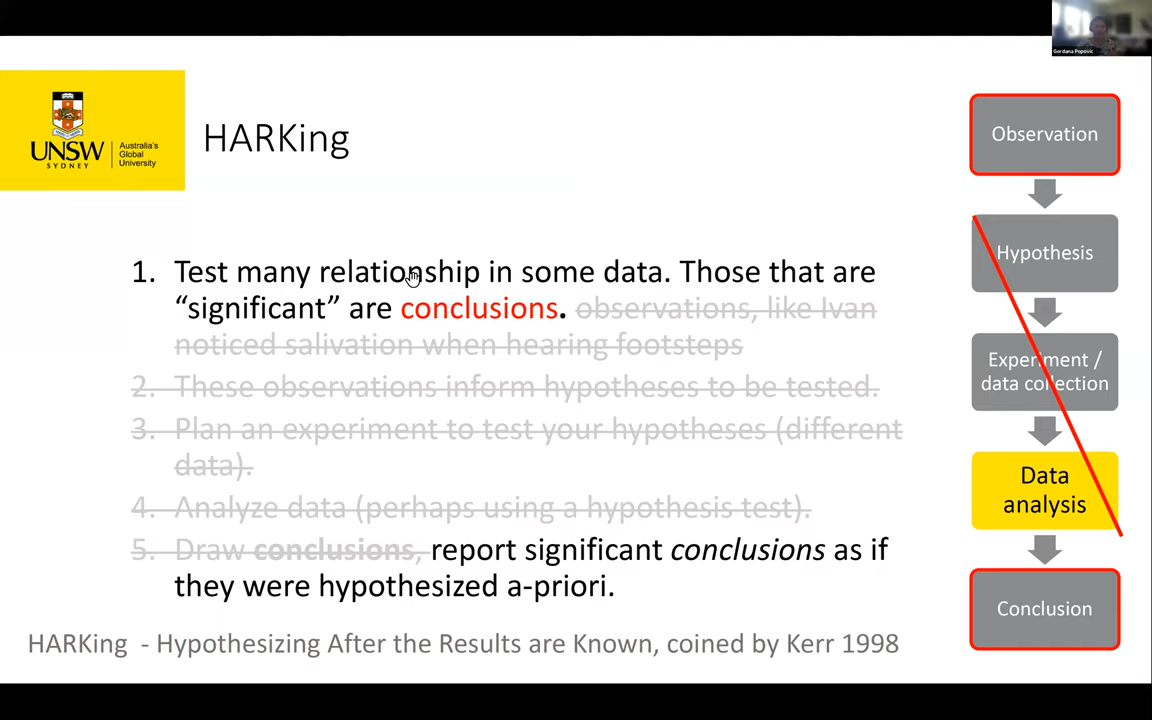 Gordana Popovic
UNSW
SYDNEY
Australia's
Global
University
HARKing
1. Test many relationship in some data. Those that are
"significant" are conclusions. observations, like Ivan
noticed salivation when hearing footsteps
2. These observations inform hypotheses to be tested.
3. Plan an experiment to test your hypotheses (different
data).
4. Analyze data (perhaps using a hypothesis test).
5. Draw conclusions, report significant conclusions as if
they were hypothesized a-priori.
HARKing - Hypothesizing After the Results are Known, coined by Kerr 1998
Observation
Hypothesis
Experiment /
data collection
Data
analysis
Conclusion